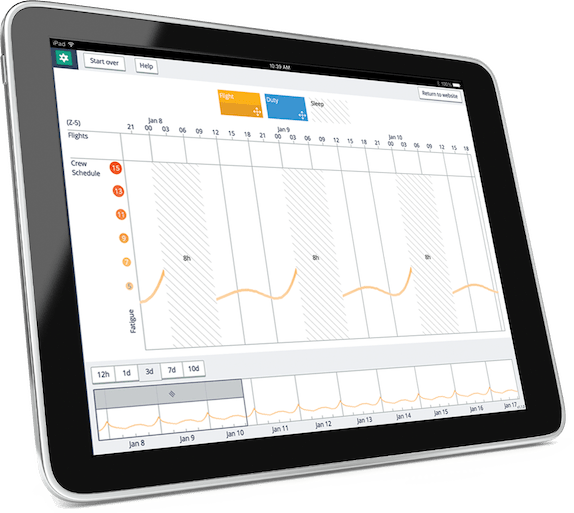 iPad 10:39 AM 100%
Start over Help Return to website
Flight Duty Sleep
(Z-5) Jan 8 Jan 9 Jan 10
21 00 03 06 09 12 15 18 21 00 03 06 09 12 15 18 21 00 03 06 09 12 15 18
Flights
Crew
Schedule
15
13
11
9
7
5
8h 8h 8h
Fatigue
12h 1d 3d 7d 10d
Jan 8 Jan 9 Jan 10 Jan 11 Jan 12 Jan 13 Jan 14 Jan 15 Jan 16 Jan 17